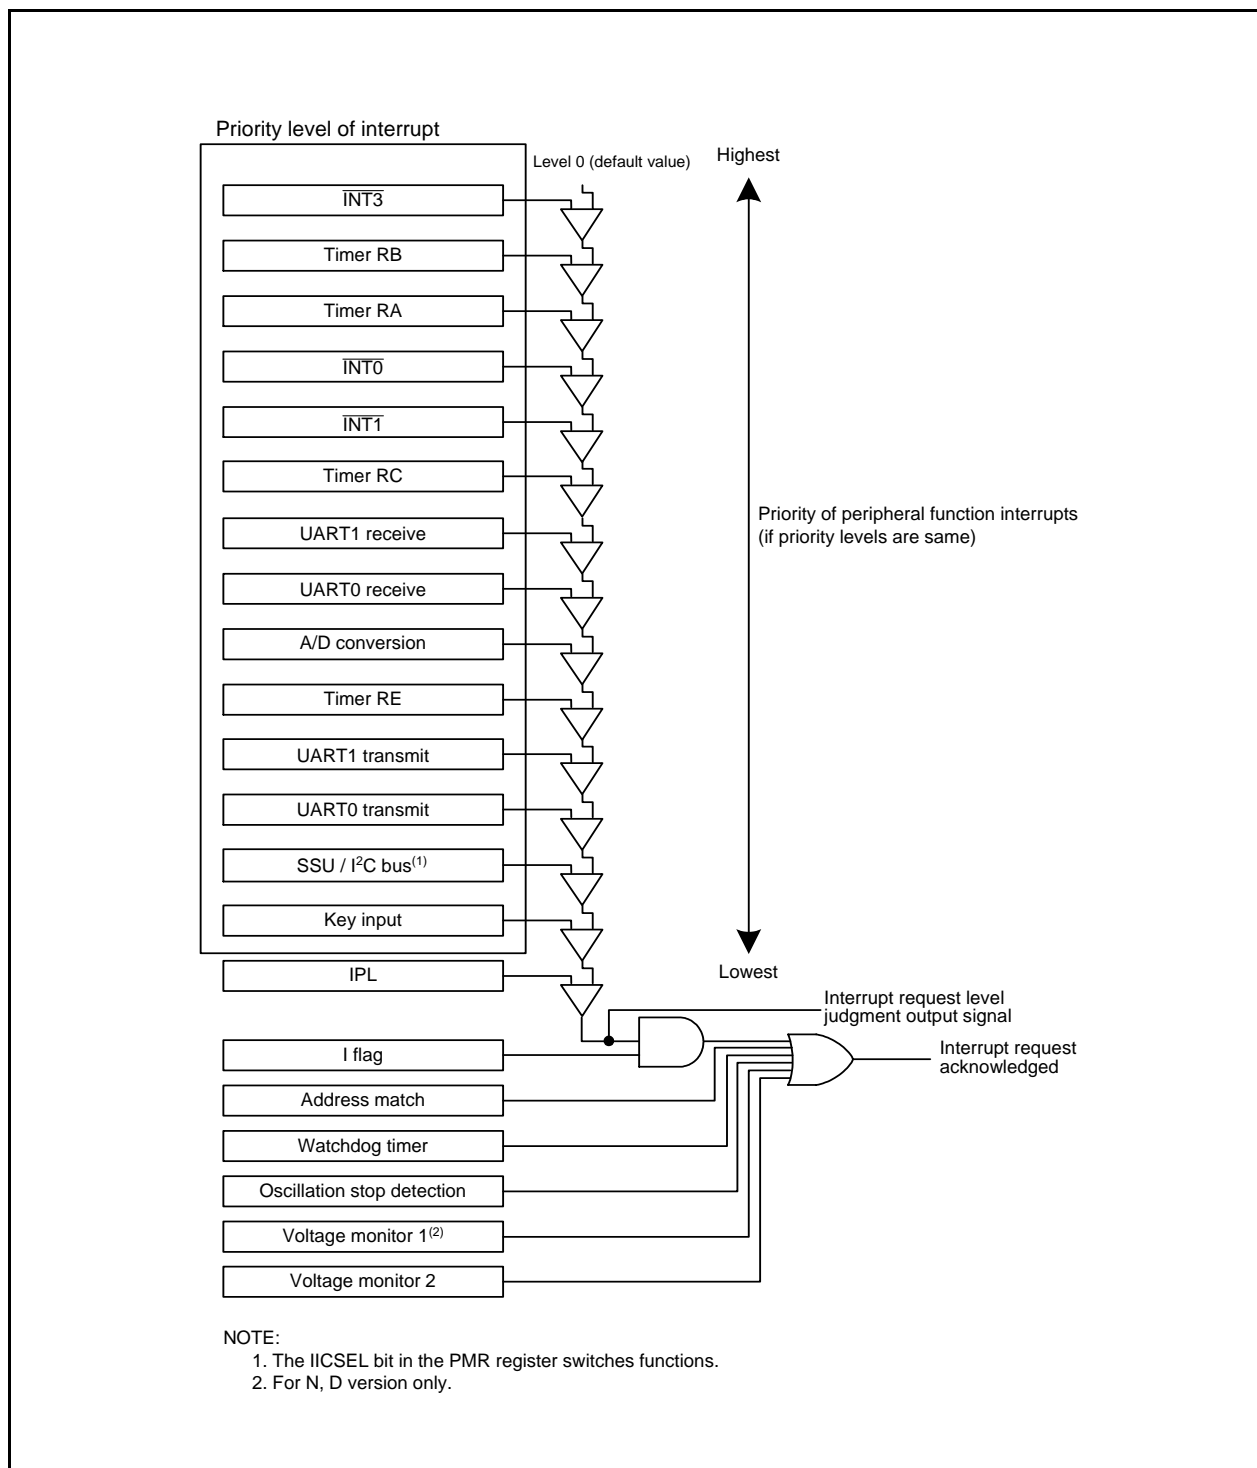 Priority level of interrupt
Level 0 (default value)
Highest
INT3
Timer RB
Timer RA
INT0
INT1
Timer RC
UART1 receive
UART0 receive
A/D conversion
Timer RE
UART1 transmit
UART0 transmit
SSU / I²C bus(1)
Key input
IPL
Priority of peripheral function interrupts
(if priority levels are same)
Lowest
Interrupt request level
judgment output signal
Interrupt request
acknowledged
I flag
Address match
Watchdog timer
Oscillation stop detection
Voltage monitor 1(2)
Voltage monitor 2
NOTE:
1. The IICSEL bit in the PMR register switches functions.
2. For N, D version only.